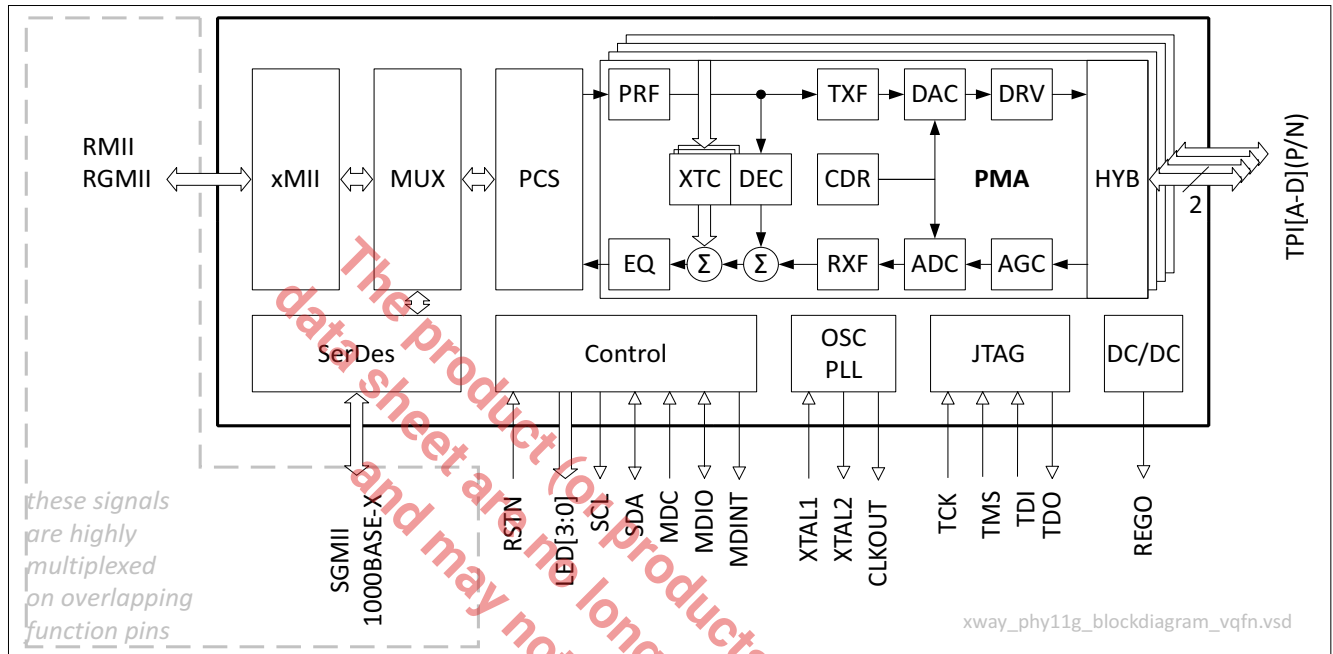 RMII
RGMII
xMII
MUX
PCS
PRF
TXF
DAC
DRV
XTC
DEC
CDR
PMA
HYB
EQ
Σ
Σ
RXF
ADC
AGC
2
TPI[A-D](P/N)
SerDes
Control
OSC
PLL
JTAG
DC/DC
SGMII
1000BASE-X
RSTN
LED[3:0]
SCL
SDA
MDC
MDIO
MDINT
XTAL1
XTAL2
CLKOUT
TCK
TMS
TDI
TDO
REGO
these signals
are highly
multiplexed
on overlapping
function pins
xway_phy11g_blockdiagram_vqfn.vsd
The product (or products
data sheet are no long
and may not